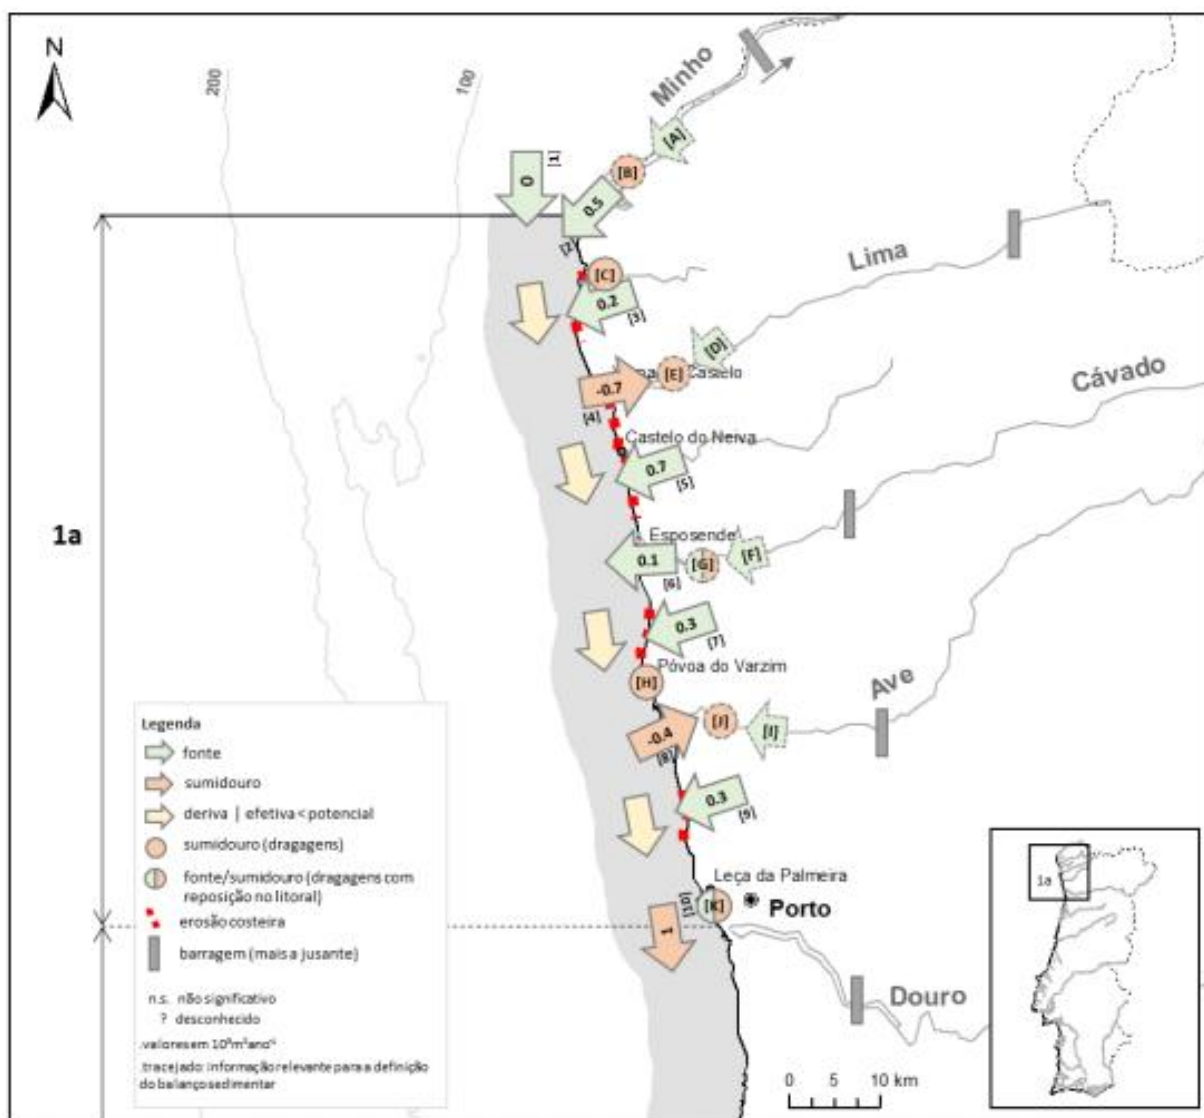 N
200
100
Minho
[A]
[B]
[1]
0
0.5
[2]
Lima
[C]
0.2
[3]
[D]
[E]
Castelo
-0.7
[4]
Cávado
Castelo do Neiva
0.7
[5]
1a
Esposende
0.1
[6]
[G]
[F]
0.3
[7]
Póvoa do Varzim
[H]
Ave
[J]
[I]
-0.4
[8]
0.3
[9]
Leça da Palmeira
[10]
[K]
Porto
1
Douro
0 5 10 km
1a
Legenda
fonte
sumidouro
deriva | efetiva < potencial
sumidouro (dragagens)
fonte/sumidouro (dragagens com
reposição no litoral)
erosão costeira
barragem (mais a jusante)
n.s. não significativo
? desconhecido
.valores em m³ano⁻¹
.tracejado: informação relevante para a definição
do balanço sedimentar